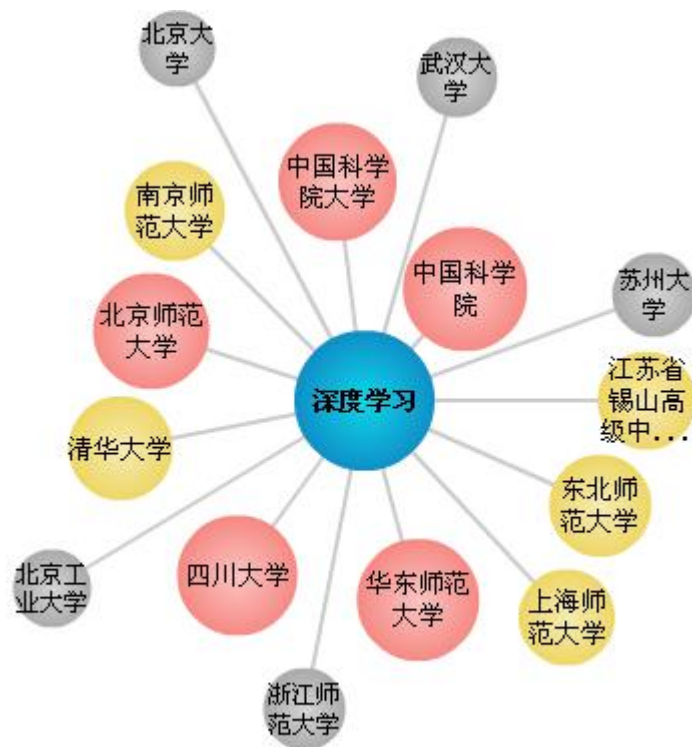 北京大
学
武汉大
学
中国科学
院大学
南京师
范大学
中国科学
院
苏州大
学
北京师范
大学
江苏省
锡山高
级中...
深度学习
清华大学
东北师
范大学
四川大学
华东师范
大学
北京工
业大学
上海师
范大学
浙江师
范大学